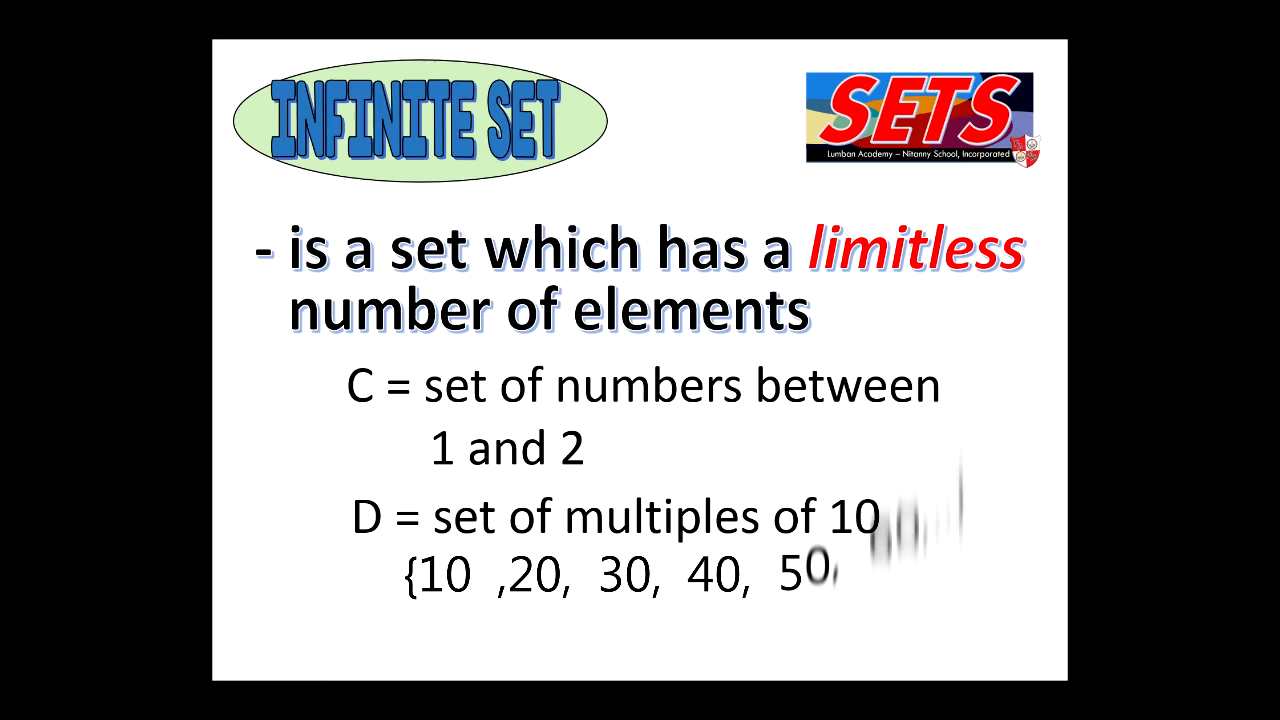 INFINITE SET
SETS
Lumban Academy – Nitanny School, Incorporated
- is a set which has a limitless
number of elements
C = set of numbers between
1 and 2
D = set of multiples of 10
{10 ,20, 30, 40, 50,